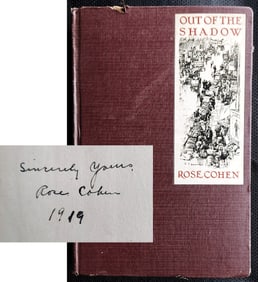 OUT OF THE
SHADOW
ROSE COHEN
Sincerely Yours,
Rose Cohen
1919